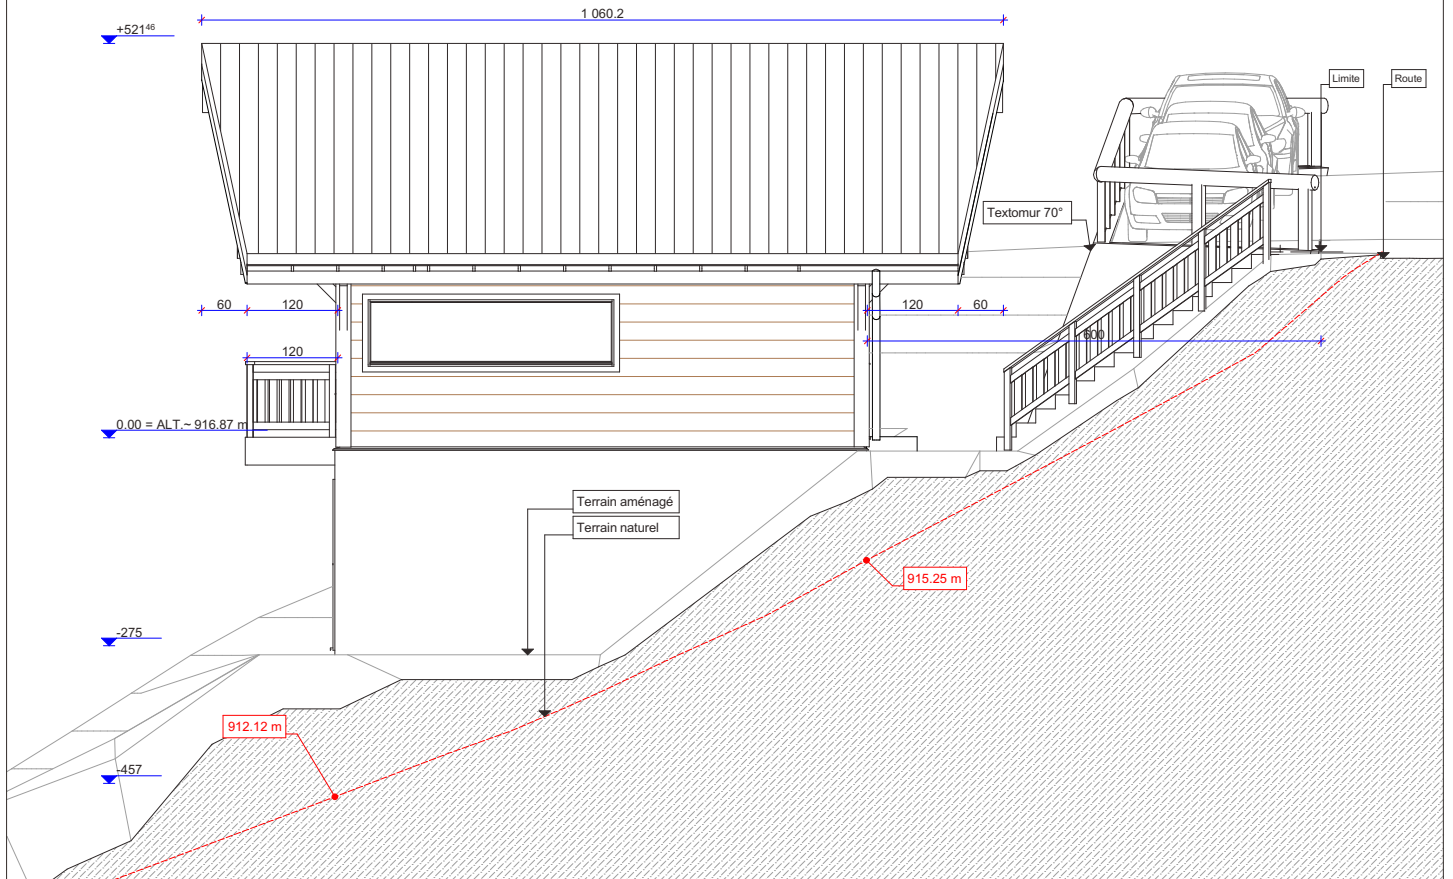 1 060.2
+521⁴⁶
Limite
Route
Textomur 70°
60
120
120
60
600
120
0.00 = ALT.~ 916.87 m
Terrain aménagé
Terrain naturel
915.25 m
-275
912.12 m
-457